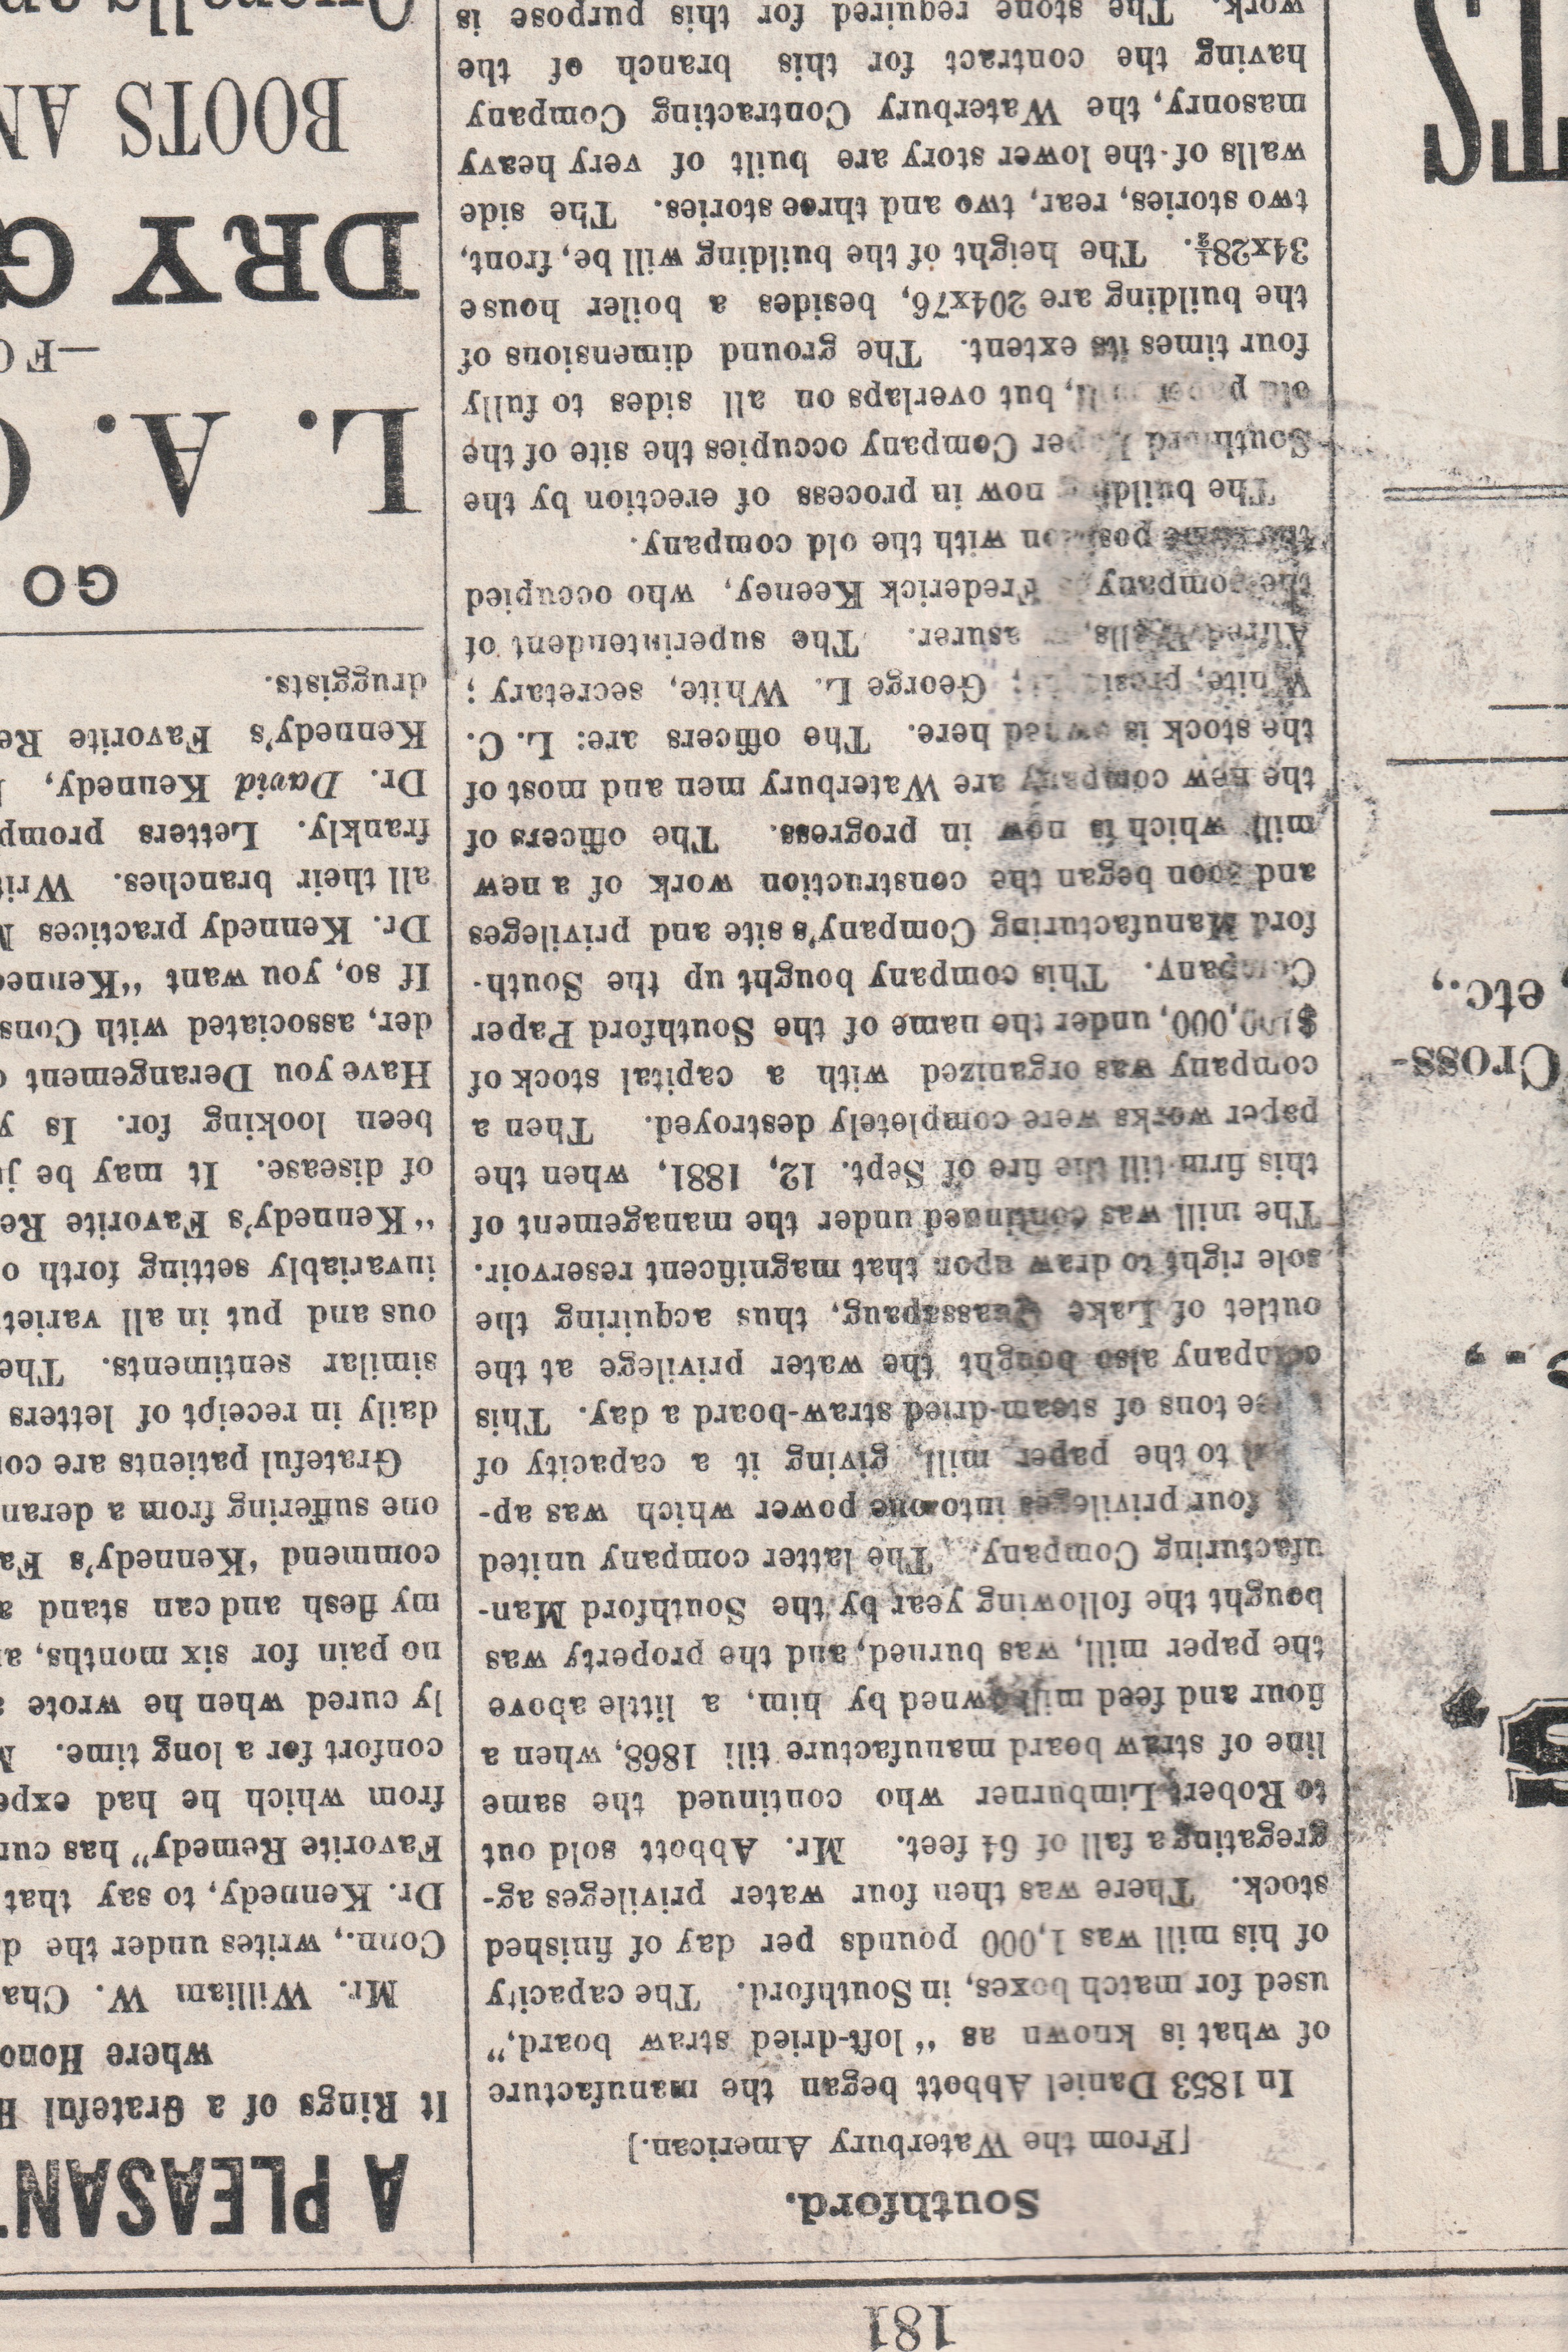 181
Cross-
etc.,
TS
Southford.
[From the Waterbury American.]
In 1853 Daniel Abbott began the manufacture
of what is known as "loft-dried straw board,"
used for match boxes, in Southford. The capacity
of his mill was 1,000 pounds per day of finished
stock. There was then four water privileges ag-
gregating a fall of 64 feet. Mr. Abbott sold out
to Robert Limburner who continued the same
line of straw board manufacture till 1868, when a
flour and feed mill owned by him, a little above
the paper mill, was burned, and the property was
bought the following year by the Southford Man-
ufacturing Company. The latter company united
four privileges into one power which was ap-
to the paper mill, giving it a capacity of
tons of steam-dried straw-board a day. This
company also bought the water privilege at the
outlet of Lake Quassapaug, thus acquiring the
sole right to draw upon that magnificent reservoir.
The mill was continued under the management of
this firm till the fire of Sept. 12, 1881, when the
paper works were completely destroyed. Then a
company was organized with a capital stock of
$100,000, under the name of the Southford Paper
Company. This company bought up the South-
ford Manufacturing Company's site and privileges
and soon began the construction work of a new
mill which is now in progress. The officers of
the new company are Waterbury men and most of
the stock is owned here. The officers are: L. C.
White, president; George L. White, secretary;
Alfred Wells, treasurer. The superintendent of
the company is Frederick Keeney, who occupied
the same position with the old company.
The building now in process of erection by the
Southford Paper Company occupies the site of the
old paper mill, but overlaps on all sides to fully
four times its extent. The ground dimensions of
the building are 204x76, besides a boiler house
34x28½. The height of the building will be, front,
two stories, rear, two and three stories. The side
walls of the lower story are built of very heavy
masonry, the Waterbury Contracting Company
having the contract for this branch of the
work. The stone required for this purpose is
A PLEASANT
It Rings of a Grateful H
where Hono
Mr. William W. Cha
Conn., writes under the d
Dr. Kennedy, to say that
Favorite Remedy" has cur
from which he had expe
confort for a long time. M
ly cured when he wrote a
no pain for six months, an
my flesh and can stand a
commend 'Kennedy's Fa
one suffering from a deran
Grateful patients are con
daily in receipt of letters
similar sentiments. The
ous and put in all variet
invariably setting forth o
"Kennedy's Favorite Re
of disease. It may be ju
been looking for. Is y
Have you Derangement o
der, associated with Cons
If so, you want "Kenned
Dr. Kennedy practices M
all their branches. Writ
frankly. Letters promp
Dr. David Kennedy,
Kennedy's Favorite Re
druggists.
GO
L. A. C
—FO
DRY G
BOOTS AN